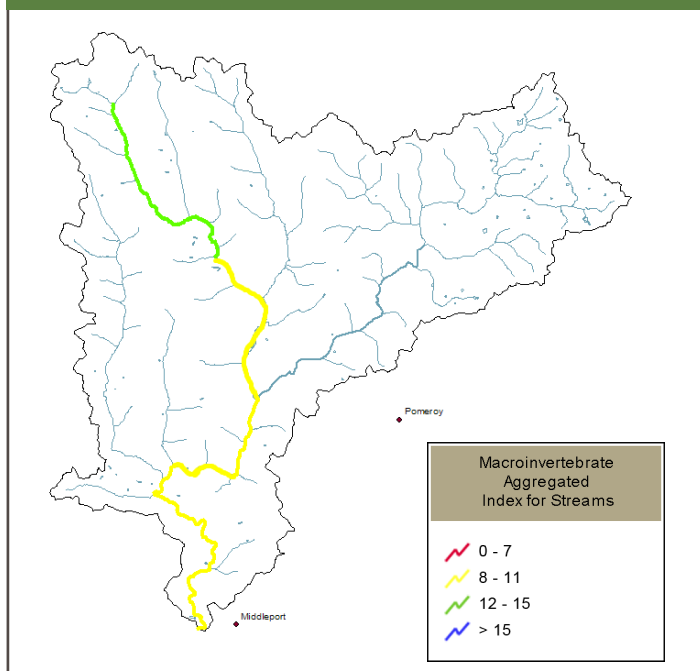 Pomeroy
Macroinvertebrate
Aggregated
Index for Streams
0 - 7
8 - 11
12 - 15
> 15
Middleport